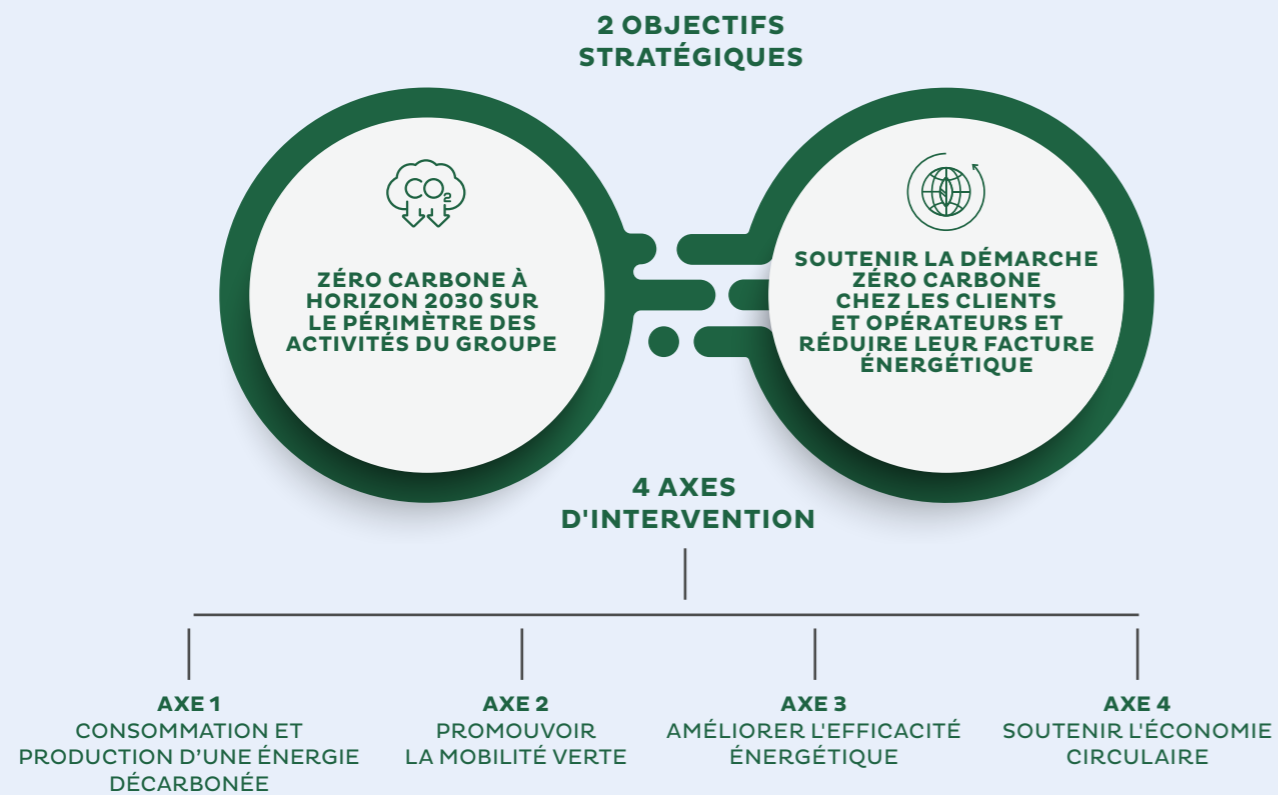 2 OBJECTIFS
STRATÉGIQUES
CO₂
ZÉRO CARBONE À
HORIZON 2030 SUR
LE PÉRIMÈTRE DES
ACTIVITÉS DU GROUPE
SOUTENIR LA DÉMARCHE
ZÉRO CARBONE
CHEZ LES CLIENTS
ET OPÉRATEURS ET
RÉDUIRE LEUR FACTURE
ÉNERGÉTIQUE
4 AXES
D'INTERVENTION
AXE 1
CONSOMMATION ET
PRODUCTION D’UNE ÉNERGIE
DÉCARBONÉE
AXE 2
PROMOUVOIR
LA MOBILITÉ VERTE
AXE 3
AMÉLIORER L'EFFICACITÉ
ÉNERGÉTIQUE
AXE 4
SOUTENIR L'ÉCONOMIE
CIRCULAIRE